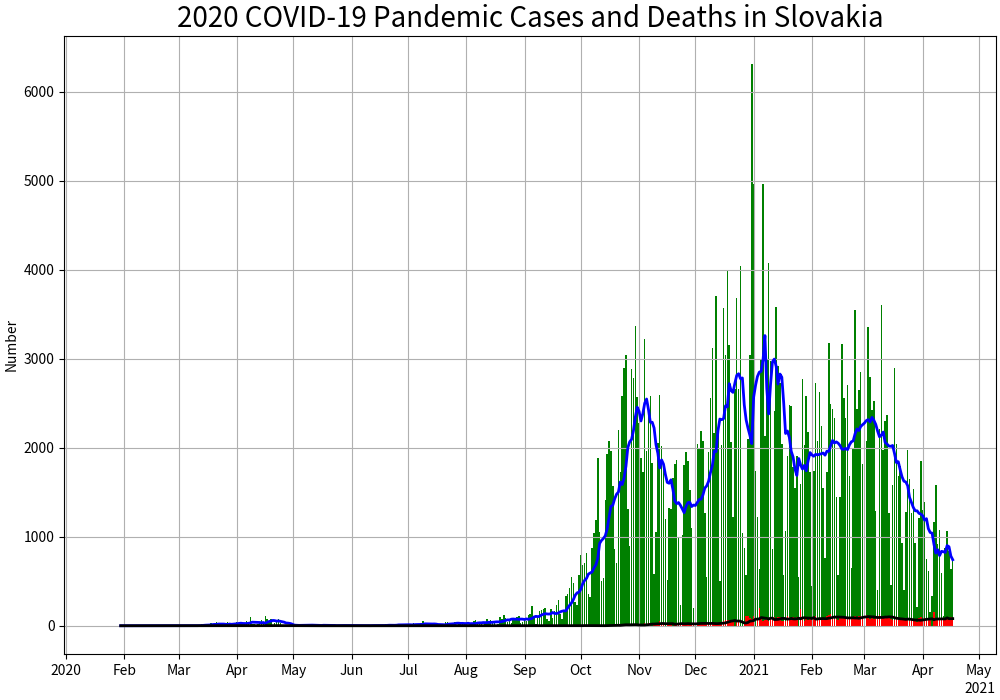 2020 COVID-19 Pandemic Cases and Deaths in Slovakia
Number
6000
5000
4000
3000
2000
1000
0
2020 Feb Mar Apr May Jun Jul Aug Sep Oct Nov Dec 2021 Feb Mar Apr May
2021